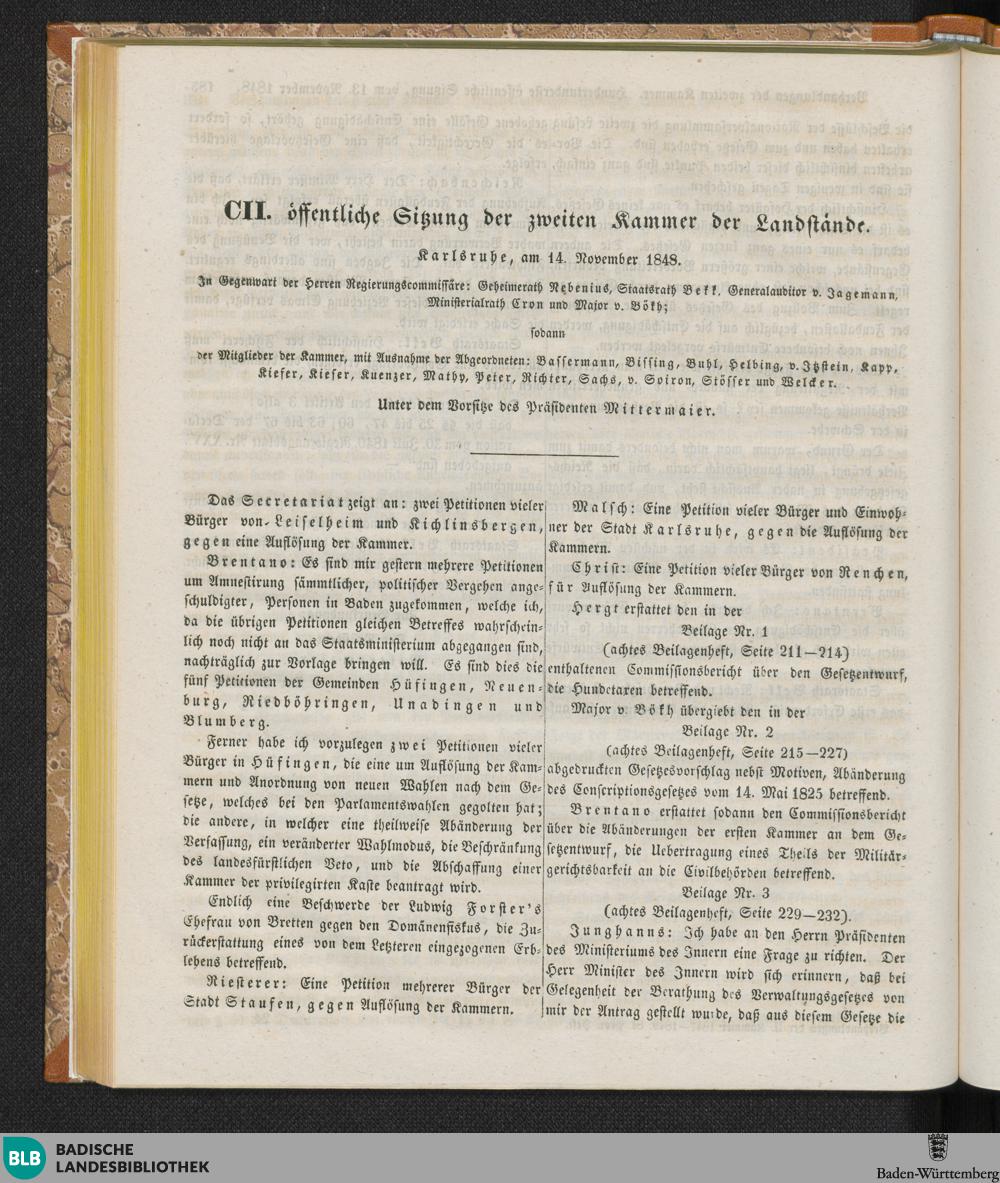 CII. öffentliche Sitzung der zweiten Kammer der Landstände.
Karlsruhe, am 14. November 1848.
In Gegenwart der Herren Regierungscommissäre: Geheimerath Nebenius, Staatsrath Bekk, Generalauditor v. Jagemann,
Ministerialrath Cron und Major v. Bökh;
sodann
der Mitglieder der Kammer, mit Ausnahme der Abgeordneten: Bassermann, Bissing, Buhl, Helbing, v. Itzstein, Kapp,
Kiefer, Kieser, Kuenzer, Mathy, Peter, Richter, Sachs, v. Soiron, Stösser und Welcker.
Unter dem Vorsitze des Präsidenten Mittermaier.
Das Secretariat zeigt an: zwei Petitionen vieler
Bürger von Leiselheim und Kichlinsbergen,
gegen eine Auflösung der Kammer.
Brentano: Es sind mir gestern mehrere Petitionen
um Amnestirung sämmtlicher, politischer Vergehen ange-
schuldigter, Personen in Baden zugekommen, welche ich,
da die übrigen Petitionen gleichen Betreffes wahrschein-
lich noch nicht an das Staatsministerium abgegangen sind,
nachträglich zur Vorlage bringen will. Es sind dies die
fünf Petitionen der Gemeinden Hüfingen, Neuen-
burg, Riedböhringen, Unadingen und
Blumberg.
Ferner habe ich vorzulegen zwei Petitionen vieler
Bürger in Hüfingen, die eine um Auflösung der Kam-
mern und Anordnung von neuen Wahlen nach dem Ge-
setze, welches bei den Parlamentswahlen gegolten hat;
die andere, in welcher eine theilweise Abänderung der
Verfassung, ein veränderter Wahlmodus, die Beschränkung
des landesfürstlichen Veto, und die Abschaffung einer
Kammer der privilegirten Kaste beantragt wird.
Endlich eine Beschwerde der Ludwig Forster's
Ehefrau von Bretten gegen den Domänenfiskus, die Zu-
rückerstattung eines von dem Letzteren eingezogenen Erb-
lehens betreffend.
Riesterer: Eine Petition mehrerer Bürger der
Stadt Staufen, gegen Auflösung der Kammern.
Malsch: Eine Petition vieler Bürger und Einwoh-
ner der Stadt Karlsruhe, gegen die Auflösung der
Kammern.
Christ: Eine Petition vieler Bürger von Renchen,
für Auflösung der Kammern.
Hergt erstattet den in der
Beilage Nr. 1
(achtes Beilagenheft, Seite 211—214)
enthaltenen Commissionsbericht über den Gesetzentwurf,
die Hundetaxen betreffend.
Major v. Bökh übergiebt den in der
Beilage Nr. 2
(achtes Beilagenheft, Seite 215—227)
abgedruckten Gesetzesvorschlag nebst Motiven, Abänderung
des Conscriptionsgesetzes vom 14. Mai 1825 betreffend.
Brentano erstattet sodann den Commissionsbericht
über die Abänderungen der ersten Kammer an dem Ge-
setzentwurf, die Uebertragung eines Theils der Militär-
gerichtsbarkeit an die Civilbehörden betreffend.
Beilage Nr. 3
(achtes Beilagenheft, Seite 229—232).
Junghanns: Ich habe an den Herrn Präsidenten
des Ministeriums des Innern eine Frage zu richten. Der
Herr Minister des Innern wird sich erinnern, daß bei
Gelegenheit der Berathung des Verwaltungsgesetzes von
mir der Antrag gestellt wurde, daß aus diesem Gesetze die
BLB BADISCHE
LANDESBIBLIOTHEK
Baden-Württemberg